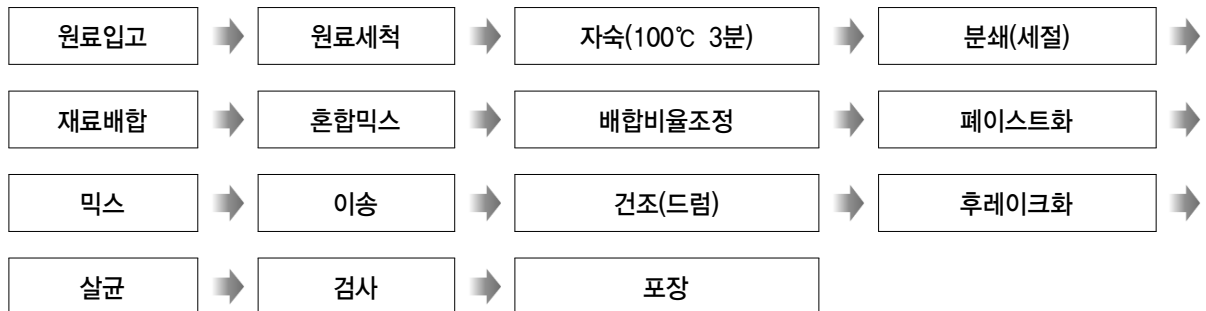 원료입고 원료세척 자숙(100℃ 3분) 분쇄(세절)
재료배합 혼합믹스 배합비율조정 페이스트화
믹스 이송 건조(드럼) 후레이크화
살균 검사 포장